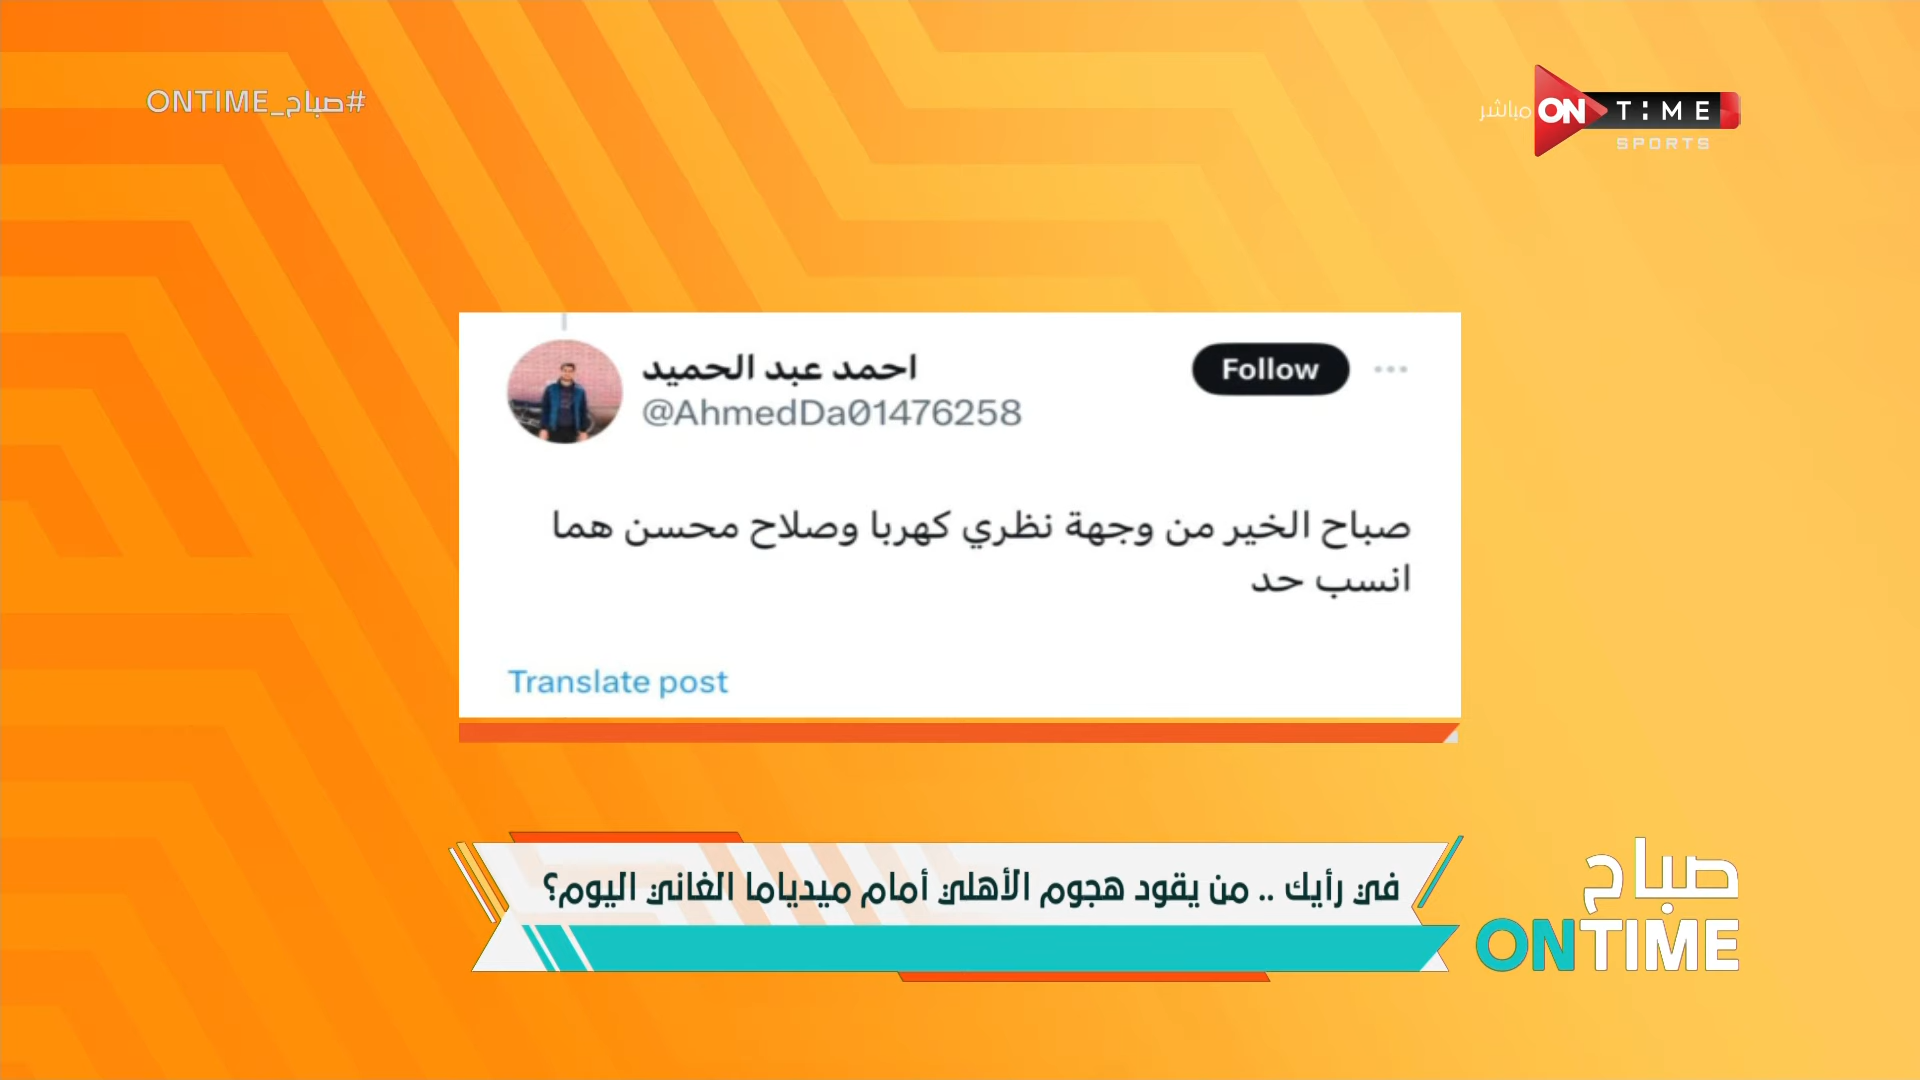 #صباح_ONTIME
مباشر ON TIME
SPORTS
احمد عبد الحميد
Follow
@AhmedDa01476258
صباح الخير من وجهة نظري كهربا وصلاح محسن هما
انسب حد
Translate post
في رأيك .. من يقود هجوم الأهلي أمام ميدياما الغاني اليوم؟
صباح
ONTIME